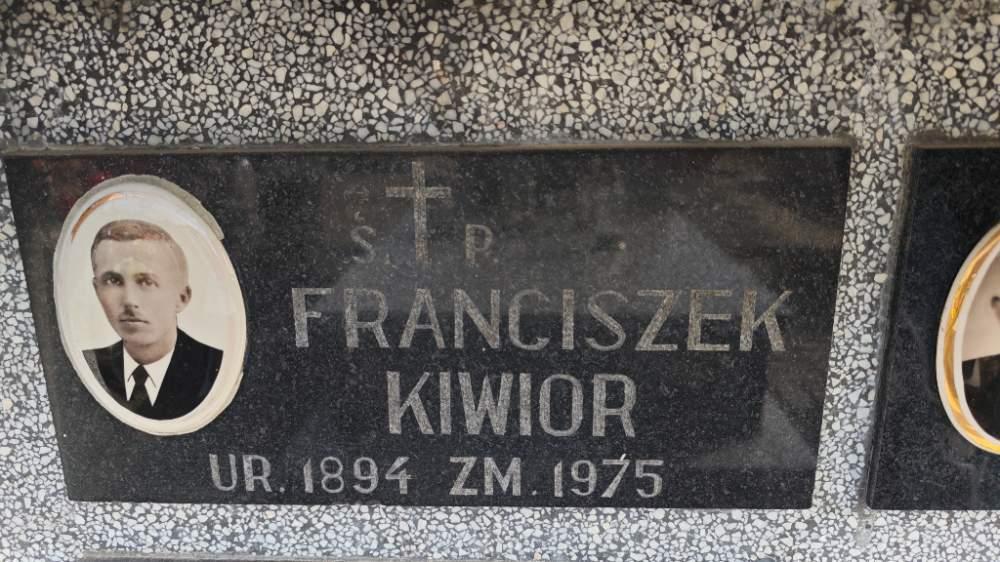 Ś. P.
FRANCISZEK
KIWIOR
UR. 1894 ZM. 1975